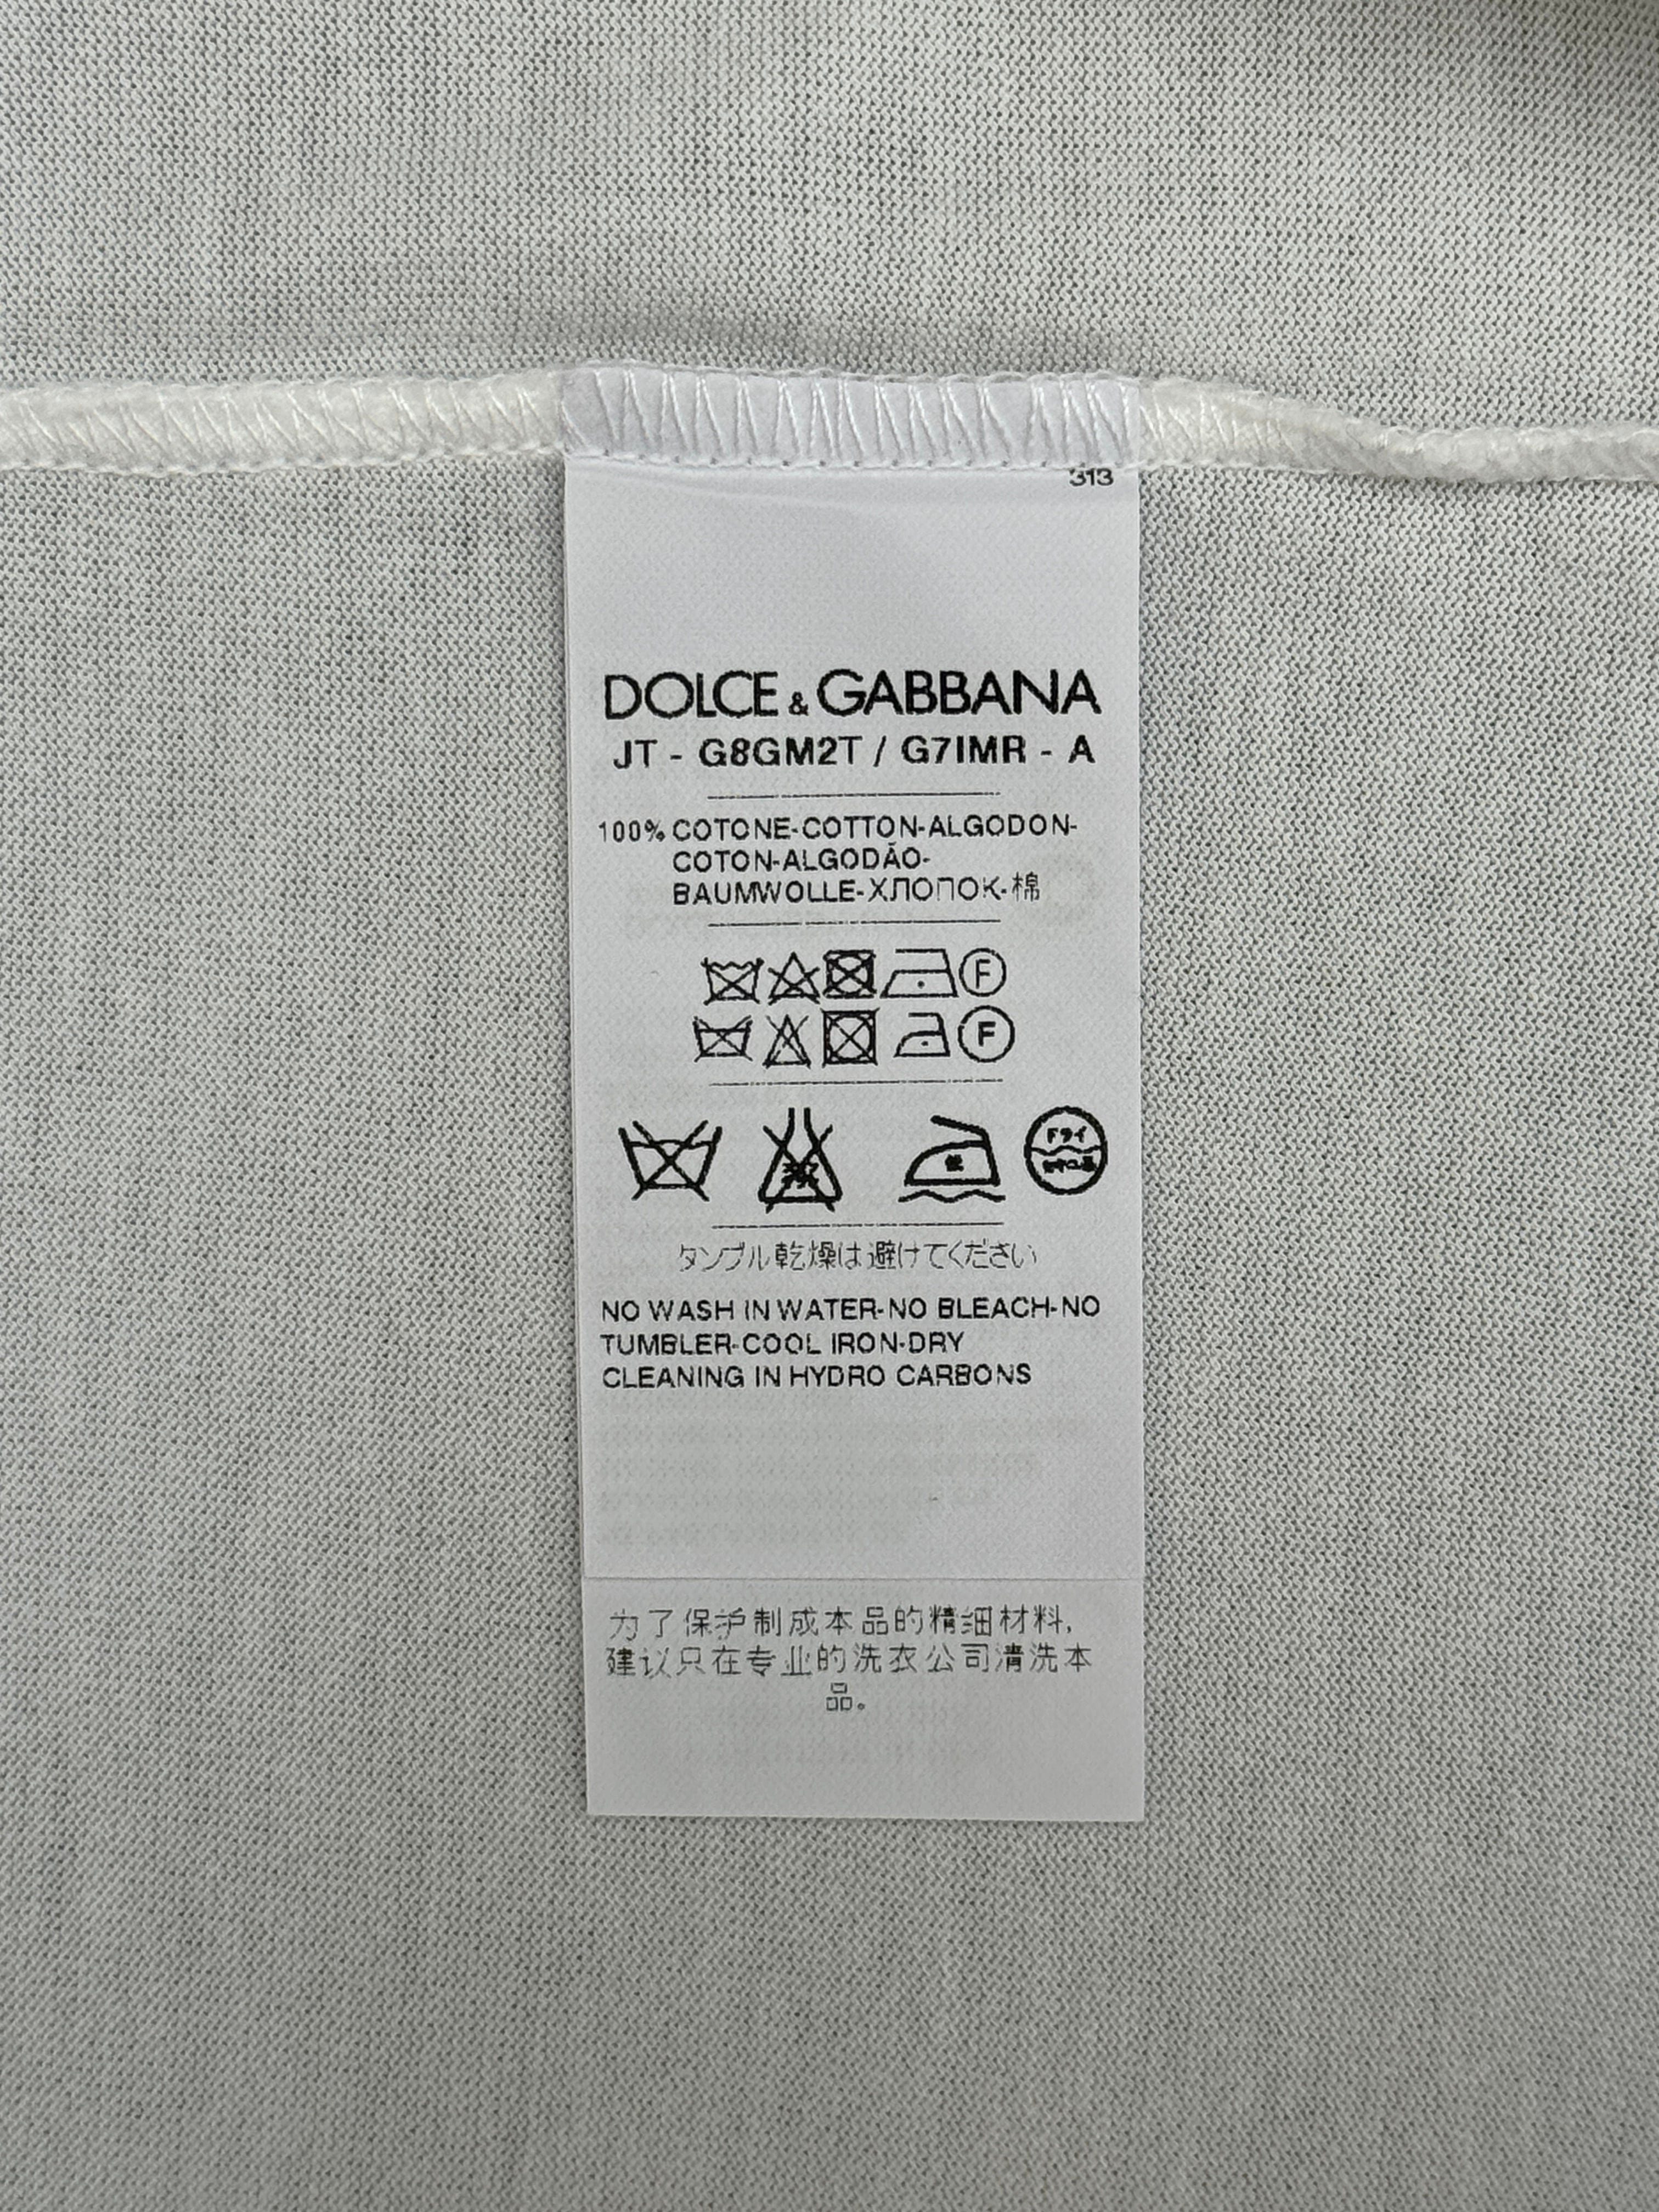 313
DOLCE & GABBANA
JT - G8GM2T / G7IMR - A
100% COTONE-COTTON-ALGODON-
COTON-ALGODÃO-
BAUMWOLLE-ХЛОПОК-棉
F
F
ドライ
タンブル乾燥は避けてください
NO WASH IN WATER-NO BLEACH-NO
TUMBLER-COOL IRON-DRY
CLEANING IN HYDRO CARBONS
为了保护制成本品的精细材料,
建议只在专业的洗衣公司清洗本
品。